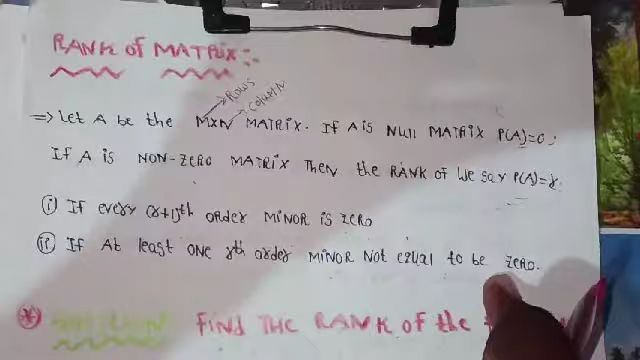 RANK of MATRIX:-
ROWS
COLUMN
=> Let A be the MXN MATRIX. If A is NUll MATRIX P(A)=0;
If A is NON-ZERO MATRIX Then the RANK Of We say P(A)=r.
(i) If every (r+1)th ORDER MINOR is ZERO
(ii) If At least ONE rth order MINOR Not equal to be ZERO.
(*) FIND THE RANK OF the